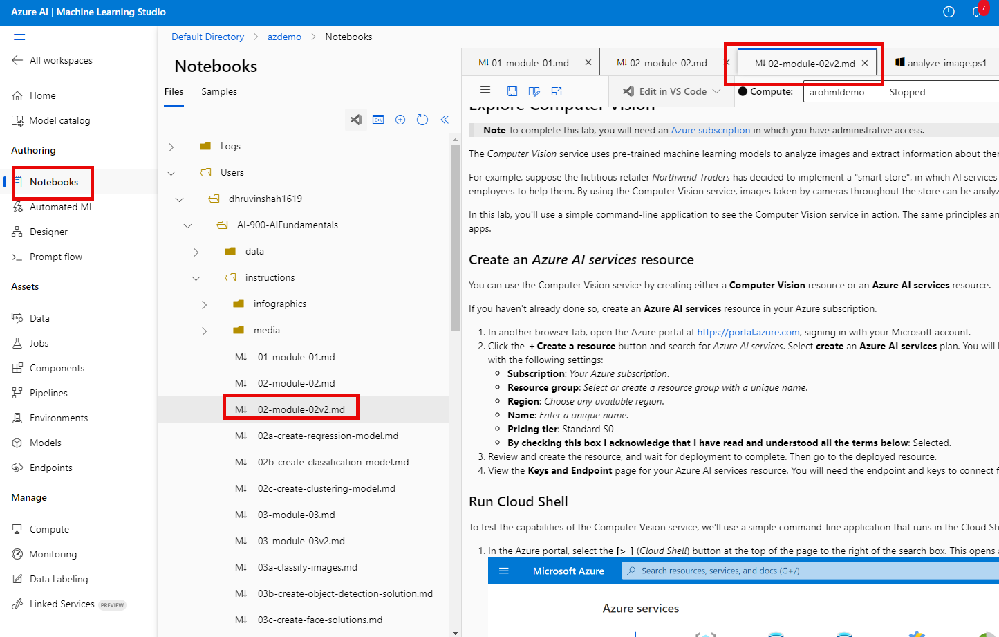 Azure AI | Machine Learning Studio
7
Default Directory > azdemo > Notebooks
All workspaces
Home
Model catalog
Authoring
Notebooks
Automated ML
Designer
Prompt flow
Assets
Data
Jobs
Components
Pipelines
Environments
Models
Endpoints
Manage
Compute
Monitoring
Data Labeling
Linked Services PREVIEW
Notebooks
Files Samples
Logs
Users
dhruvinshah1619
AI-900-AIFundamentals
data
instructions
infographics
media
M↓ 01-module-01.md
M↓ 02-module-02.md
M↓ 02-module-02v2.md
M↓ 02a-create-regression-model.md
M↓ 02b-create-classification-model.md
M↓ 02c-create-clustering-model.md
M↓ 03-module-03.md
M↓ 03-module-03v2.md
M↓ 03a-classify-images.md
M↓ 03b-create-object-detection-solution.md
M↓ 03c-create-face-solutions.md
M↓ 01-module-01.md M↓ 02-module-02.md M↓ 02-module-02v2.md analyze-image.ps1
Edit in VS Code Compute: arohmldemo - Stopped
Explore Computer Vision
Note To complete this lab, you will need an Azure subscription in which you have administrative access.
The Computer Vision service uses pre-trained machine learning models to analyze images and extract information about
For example, suppose the fictitious retailer Northwind Traders has decided to implement a "smart store", in which AI services
employees to help them. By using the Computer Vision service, images taken by cameras throughout the store can be
In this lab, you'll use a simple command-line application to see the Computer Vision service in action. The same principles
apps.
Create an Azure AI services resource
You can use the Computer Vision service by creating either a Computer Vision resource or an Azure AI services resource.
If you haven't already done so, create an Azure AI services resource in your Azure subscription.
1. In another browser tab, open the Azure portal at https://portal.azure.com, signing in with your Microsoft account.
2. Click the + Create a resource button and search for Azure AI services. Select create an Azure AI services plan. You will
with the following settings:
Subscription: Your Azure subscription.
Resource group: Select or create a resource group with a unique name.
Region: Choose any available region.
Name: Enter a unique name.
Pricing tier: Standard S0
By checking this box I acknowledge that I have read and understood all the terms below: Selected.
3. Review and create the resource, and wait for deployment to complete. Then go to the deployed resource.
4. View the Keys and Endpoint page for your Azure AI services resource. You will need the endpoint and keys to connect
Run Cloud Shell
To test the capabilities of the Computer Vision service, we'll use a simple command-line application that runs in the Cloud
1. In the Azure portal, select the [>_] (Cloud Shell) button at the top of the page to the right of the search box. This opens
Microsoft Azure Search resources, services, and docs (G+/)
Azure services